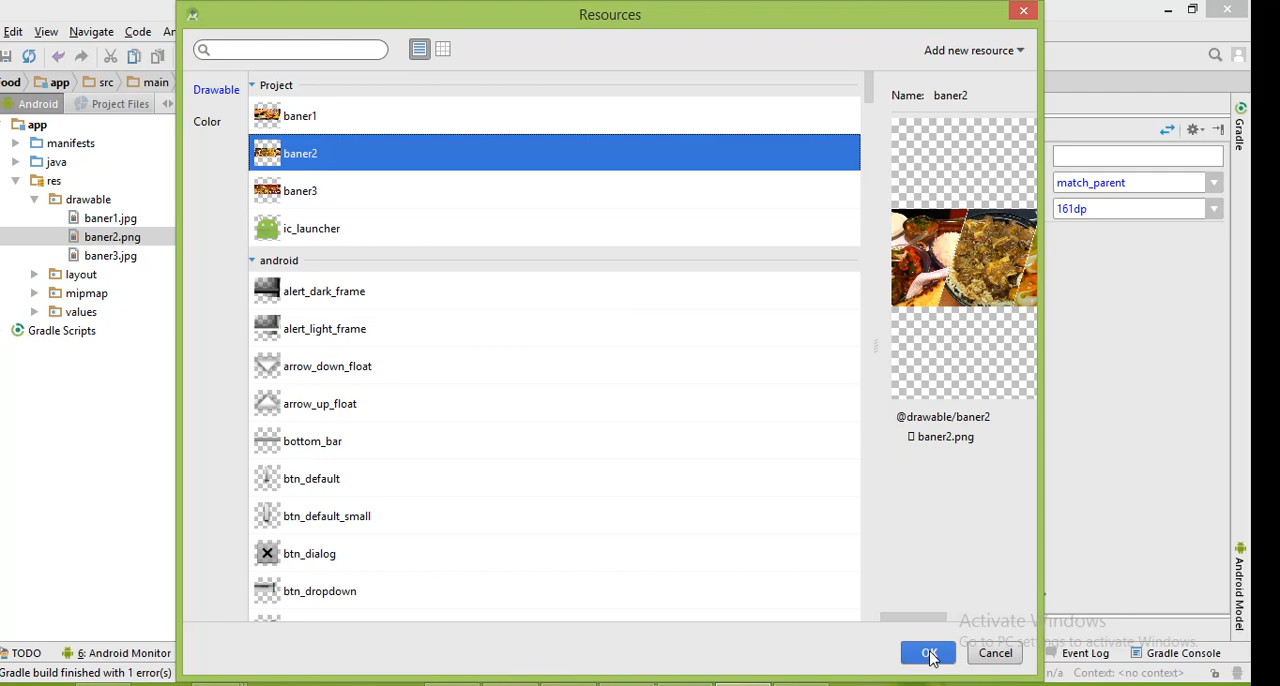 Resources
Edit View Navigate Code
Add new resource
app src main
Android Project Files
Drawable
Color
Project
baner1
baner2
baner3
ic_launcher
android
alert_dark_frame
alert_light_frame
arrow_down_float
arrow_up_float
bottom_bar
btn_default
btn_default_small
btn_dialog
btn_dropdown
Name: baner2
@drawable/baner2
baner2.png
app
manifests
java
res
drawable
baner1.jpg
baner2.png
baner3.jpg
layout
mipmap
values
Gradle Scripts
match_parent
161dp
Gradle
Android Model
Activate Windows
Go to PC settings to activate Windows.
OK Cancel
TODO 6: Android Monitor
Event Log Gradle Console
Gradle build finished with 1 error(s)
n/a Context: <no context>